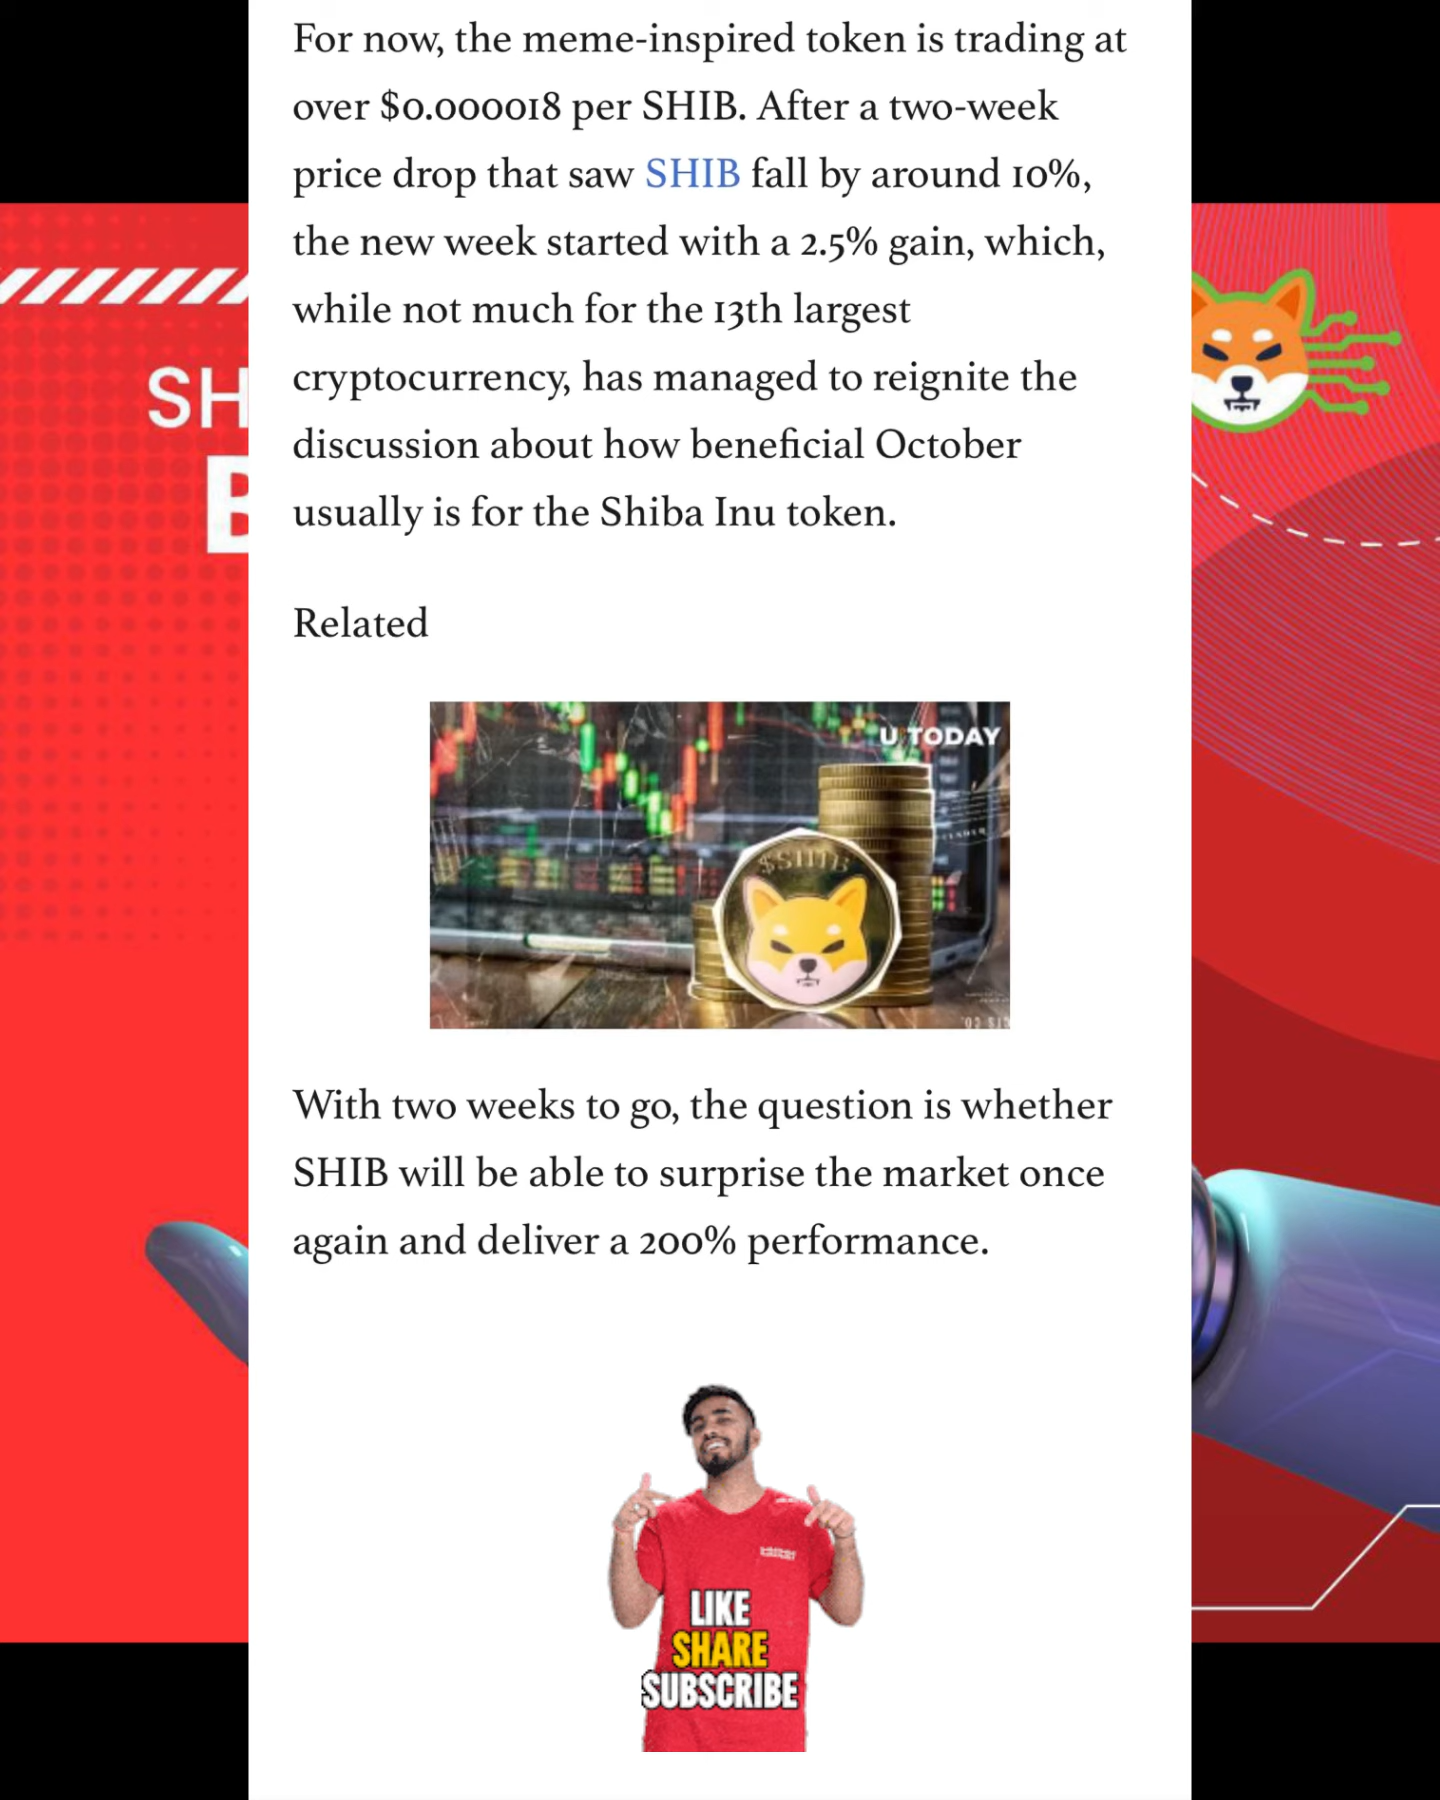 For now, the meme-inspired token is trading at
over $0.000018 per SHIB. After a two-week
price drop that saw SHIB fall by around 10%,
the new week started with a 2.5% gain, which,
while not much for the 13th largest
cryptocurrency, has managed to reignite the
discussion about how beneficial October
usually is for the Shiba Inu token.
SH
B
Related
U TODAY
$SHIB
With two weeks to go, the question is whether
SHIB will be able to surprise the market once
again and deliver a 200% performance.
LIKE
SHARE
SUBSCRIBE